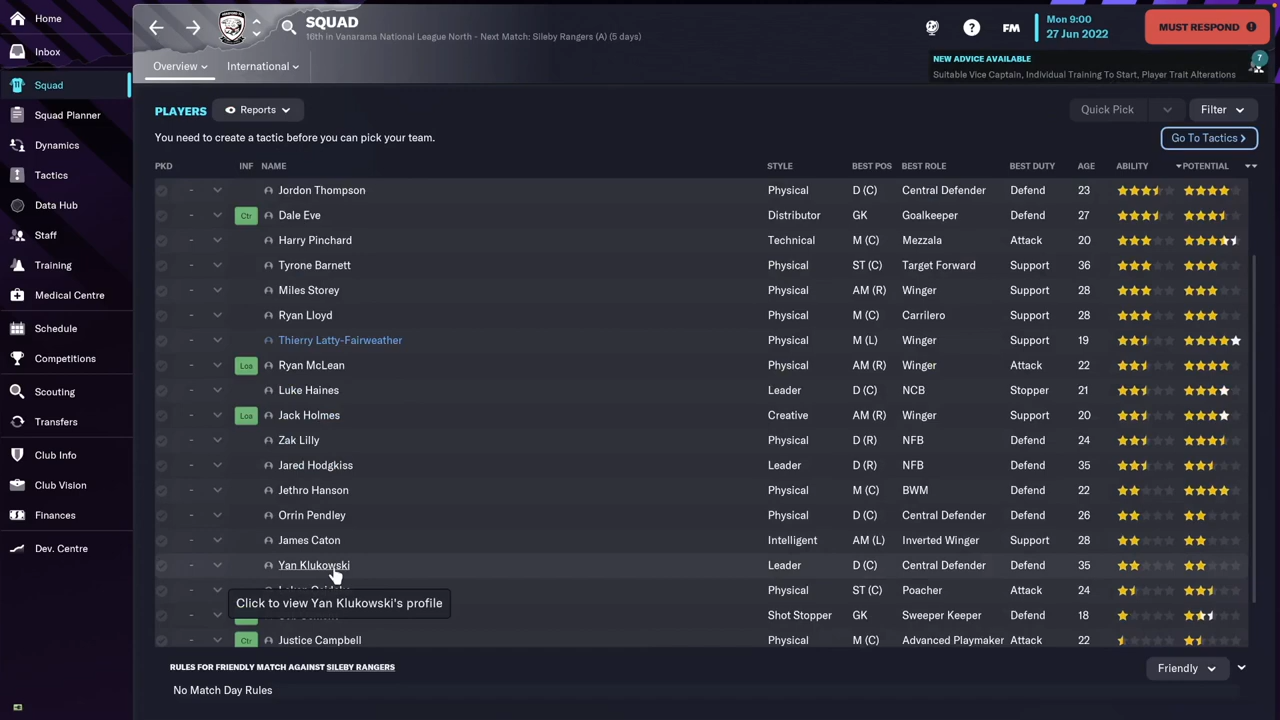 Home
Inbox
Squad
Squad Planner
Dynamics
Tactics
Data Hub
Staff
Training
Medical Centre
Schedule
Competitions
Scouting
Transfers
Club Info
Club Vision
Finances
Dev. Centre
SQUAD
16th in Vanarama National League North - Next Match: Sileby Rangers (A) (5 days)
FM
Mon 9:00
27 Jun 2022
MUST RESPOND
Overview
International
NEW ADVICE AVAILABLE
7
Suitable Vice Captain, Individual Training To Start, Player Trait Alterations
PLAYERS
Reports
Quick Pick
Filter
You need to create a tactic before you can pick your team.
Go To Tactics
PKD INF NAME STYLE BEST POS BEST ROLE BEST DUTY AGE ABILITY POTENTIAL
- Jordon Thompson Physical D (C) Central Defender Defend 23
- Ctr Dale Eve Distributor GK Goalkeeper Defend 27
- Harry Pinchard Technical M (C) Mezzala Attack 20
- Tyrone Barnett Physical ST (C) Target Forward Support 36
- Miles Storey Physical AM (R) Winger Support 28
- Ryan Lloyd Physical M (C) Carrilero Support 28
- Thierry Latty-Fairweather Physical M (L) Winger Support 19
- Loa Ryan McLean Physical AM (R) Winger Attack 22
- Luke Haines Leader D (C) NCB Stopper 21
- Loa Jack Holmes Creative AM (R) Winger Support 20
- Zak Lilly Physical D (R) NFB Defend 24
- Jared Hodgkiss Leader D (R) NFB Defend 35
- Jethro Hanson Physical M (C) BWM Defend 22
- Orrin Pendley Physical D (C) Central Defender Defend 26
- James Caton Intelligent AM (L) Inverted Winger Support 28
- Yan Klukowski Leader D (C) Central Defender Defend 35
- Physical ST (C) Poacher Attack 24
Click to view Yan Klukowski's profile
- Shot Stopper GK Sweeper Keeper Defend 18
- Ctr Justice Campbell Physical M (C) Advanced Playmaker Attack 22
RULES FOR FRIENDLY MATCH AGAINST SILEBY RANGERS
Friendly
No Match Day Rules